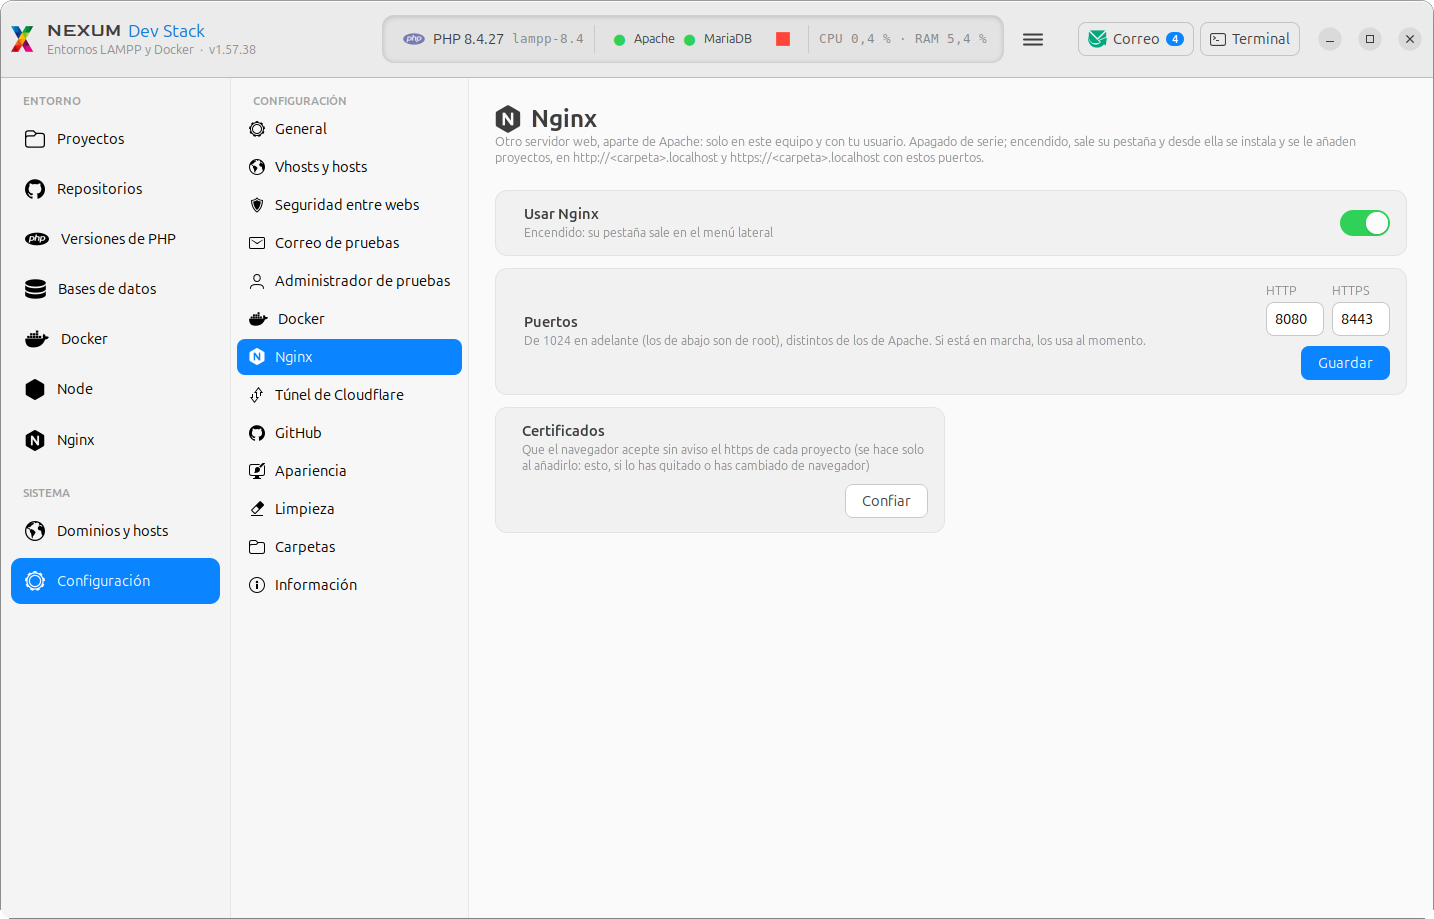 NEXUM Dev Stack
Entornos LAMPP y Docker · v1.57.38
php PHP 8.4.27 lampp-8.4
Apache MariaDB
CPU 0,4 % · RAM 5,4 %
Correo 4
Terminal
ENTORNO
Proyectos
Repositorios
php Versiones de PHP
Bases de datos
Docker
Node
N Nginx
SISTEMA
Dominios y hosts
Configuración
CONFIGURACIÓN
General
Vhosts y hosts
Seguridad entre webs
Correo de pruebas
Administrador de pruebas
Docker
N Nginx
Túnel de Cloudflare
GitHub
Apariencia
Limpieza
Carpetas
Información
N Nginx
Otro servidor web, aparte de Apache: solo en este equipo y con tu usuario. Apagado de serie; encendido, sale su pestaña y desde ella se instala y se le añaden
proyectos, en http://<carpeta>.localhost y https://<carpeta>.localhost con estos puertos.
Usar Nginx
Encendido: su pestaña sale en el menú lateral
Puertos
De 1024 en adelante (los de abajo son de root), distintos de los de Apache. Si está en marcha, los usa al momento.
HTTP HTTPS
8080 8443
Guardar
Certificados
Que el navegador acepte sin aviso el https de cada proyecto (se hace solo
al añadirlo: esto, si lo has quitado o has cambiado de navegador)
Confiar